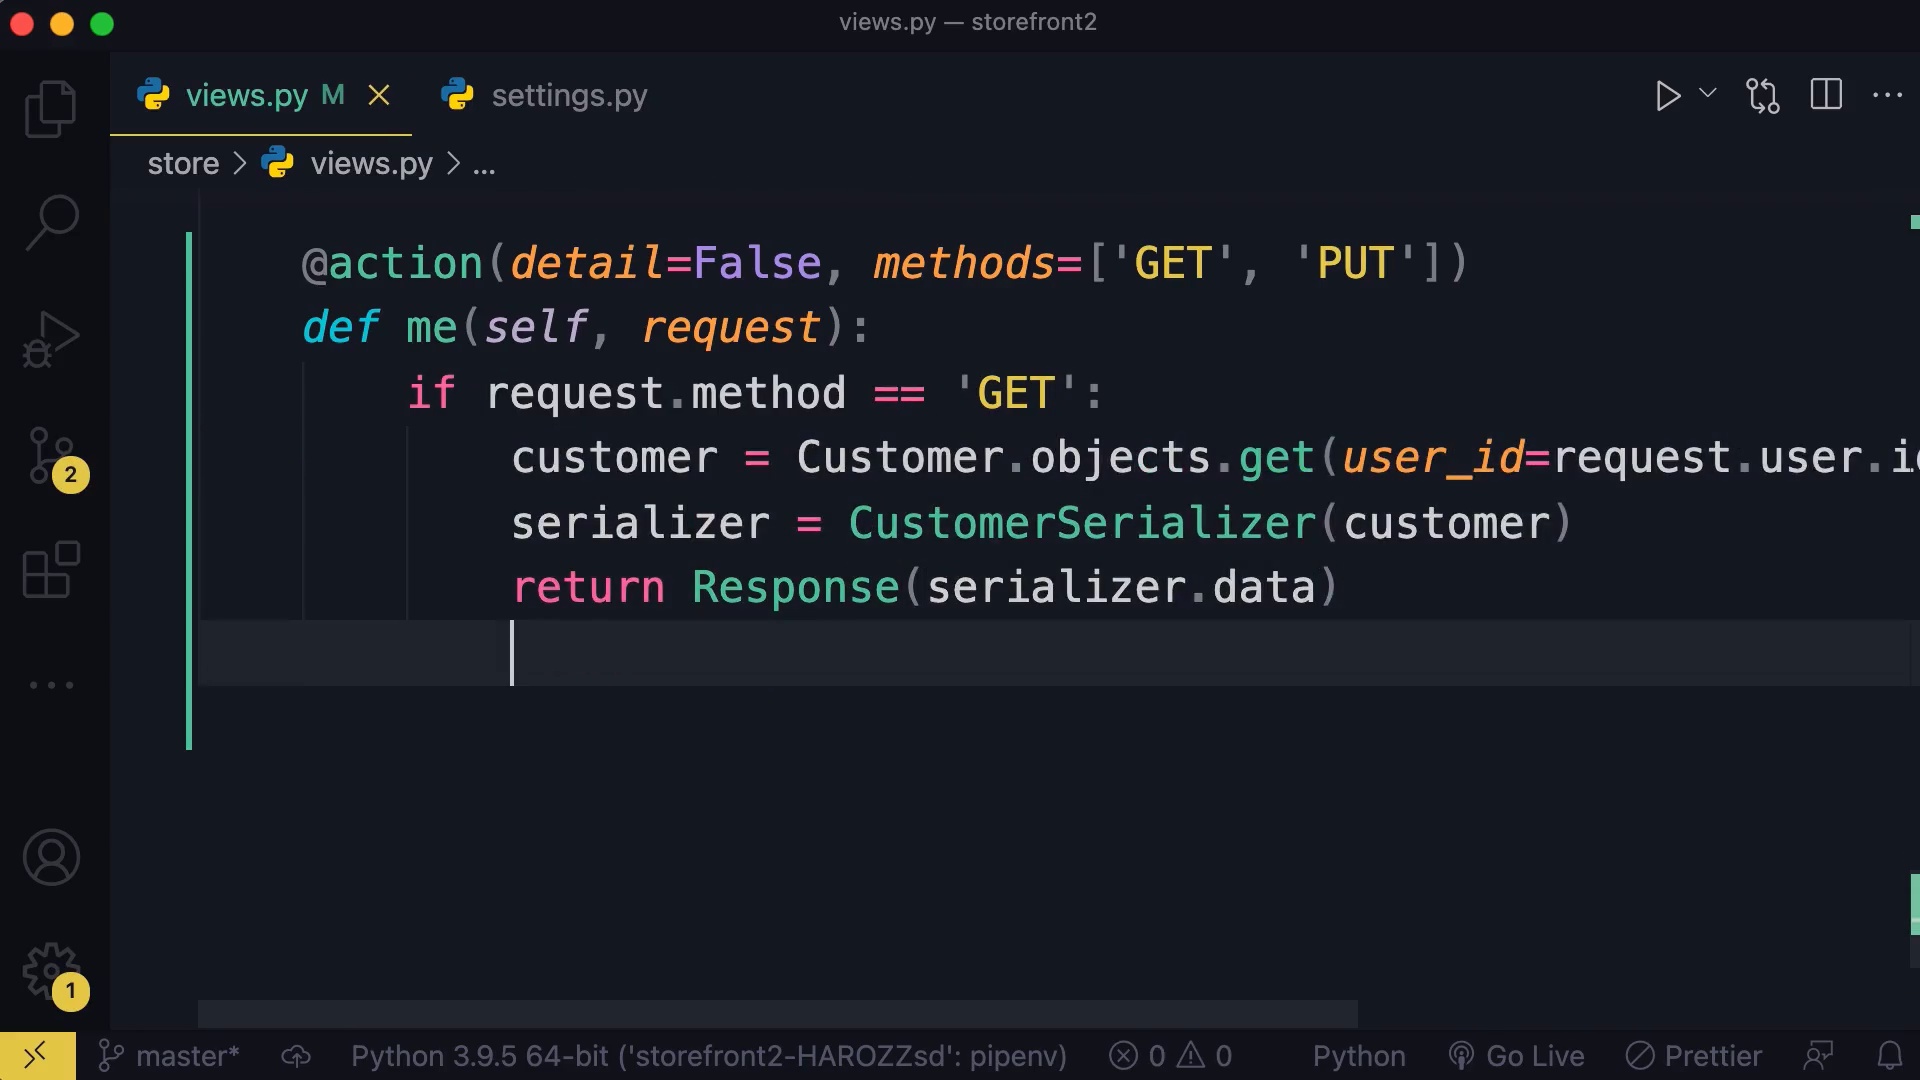 views.py — storefront2
views.py M settings.py
store > views.py > ...
@action(detail=False, methods=['GET', 'PUT'])
def me(self, request):
if request.method == 'GET':
customer = Customer.objects.get(user_id=request.user.i
serializer = CustomerSerializer(customer)
return Response(serializer.data)
2
1
master* Python 3.9.5 64-bit ('storefront2-HAROZZsd': pipenv) 0 0 Python Go Live Prettier